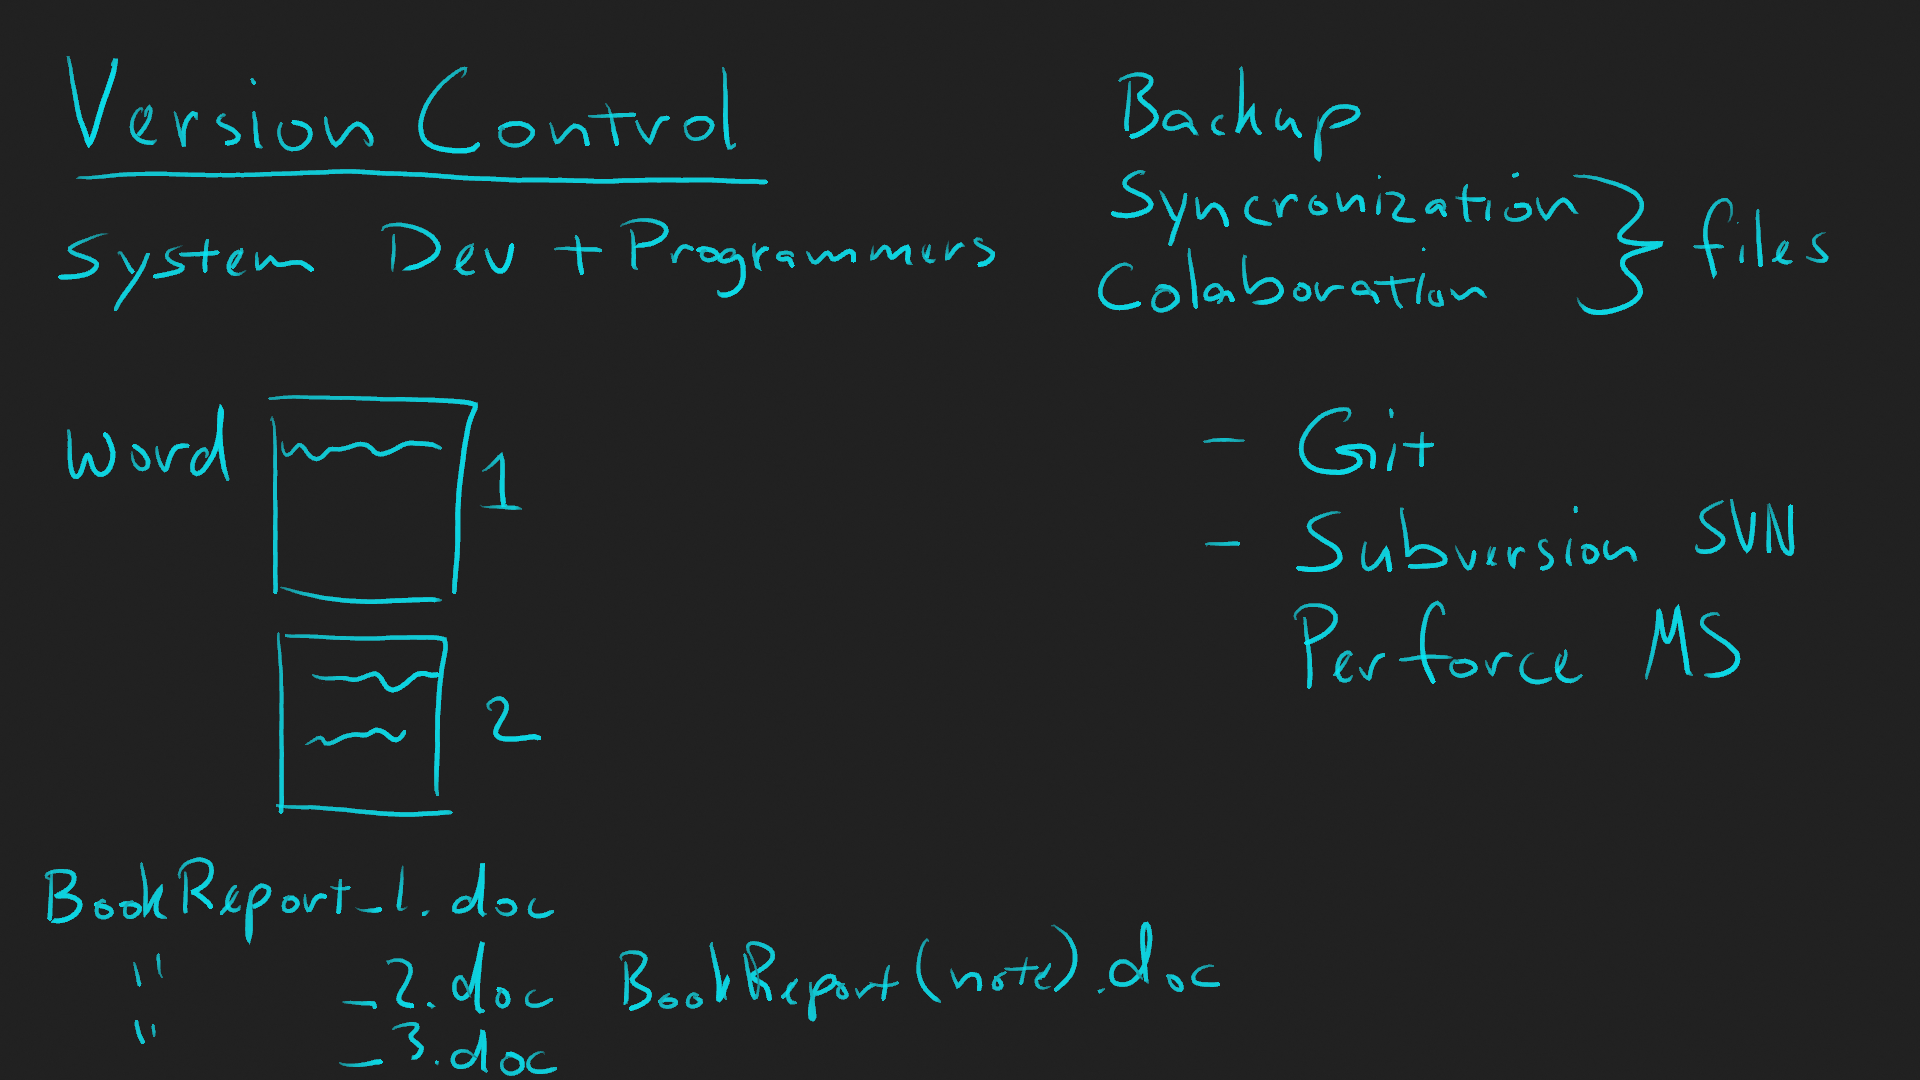 Version Control
System Dev + Programmers
Backup
Syncronization
Colaboration
files
Word
1
2
- Git
- Subversion SVN
Perforce MS
BookReport_1.doc
" _2.doc BookReport(note).doc
" _3.doc